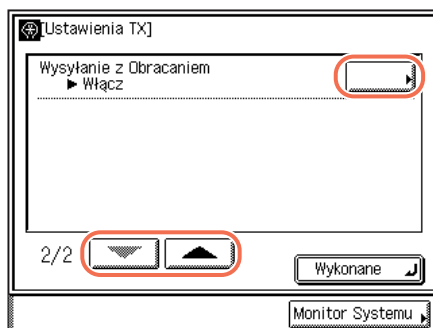 [Ustawienia TX]
Wysyłanie z Obracaniem
► Włącz
2/2
Wykonane
Monitor Systemu